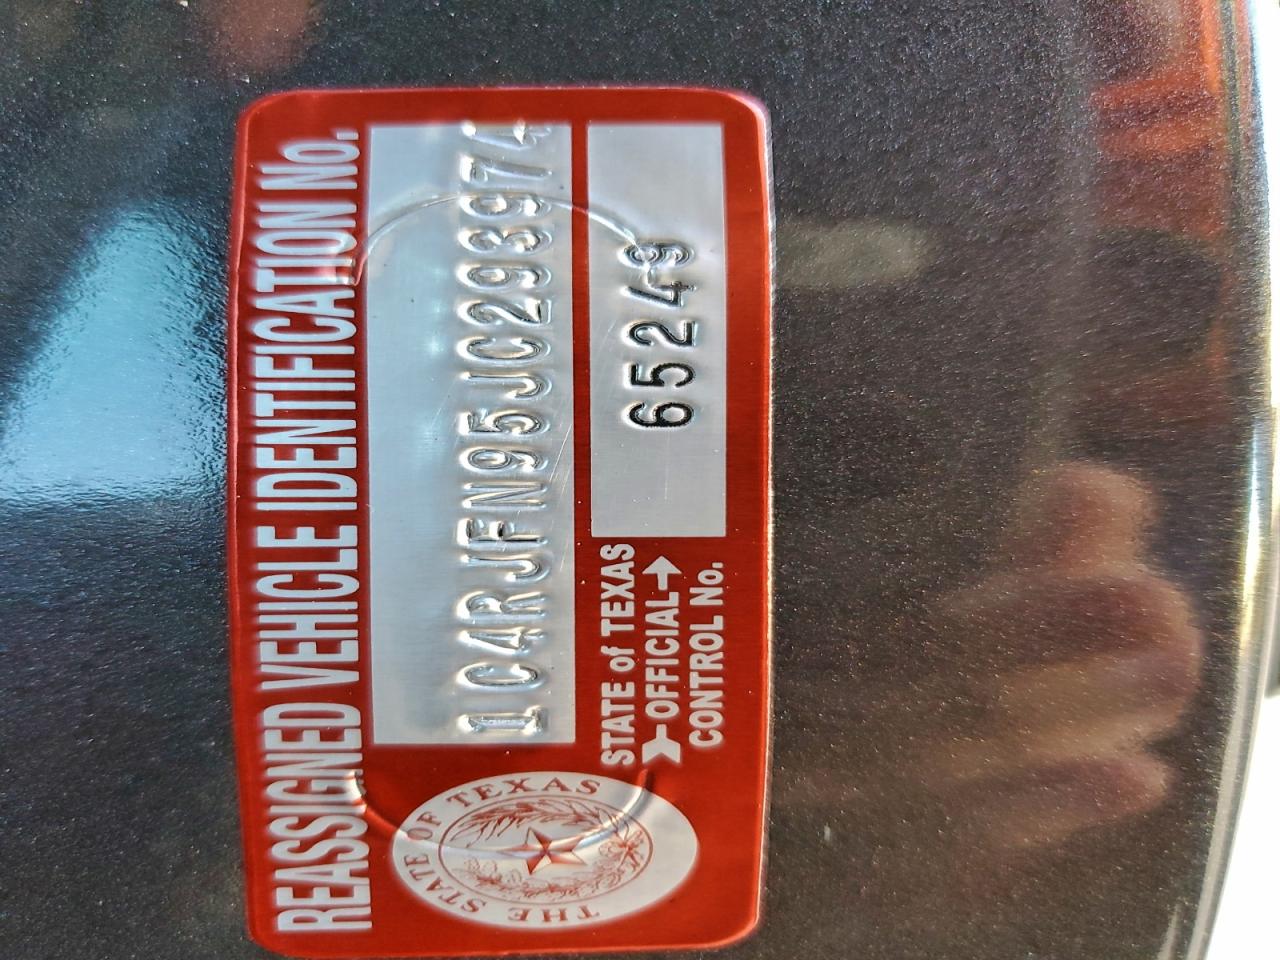 REASSIGNED VEHICLE IDENTIFICATION No.
1C4RJFN95JC293974
STATE of TEXAS
OFFICIAL
CONTROL No.
65249
THE STATE OF TEXAS